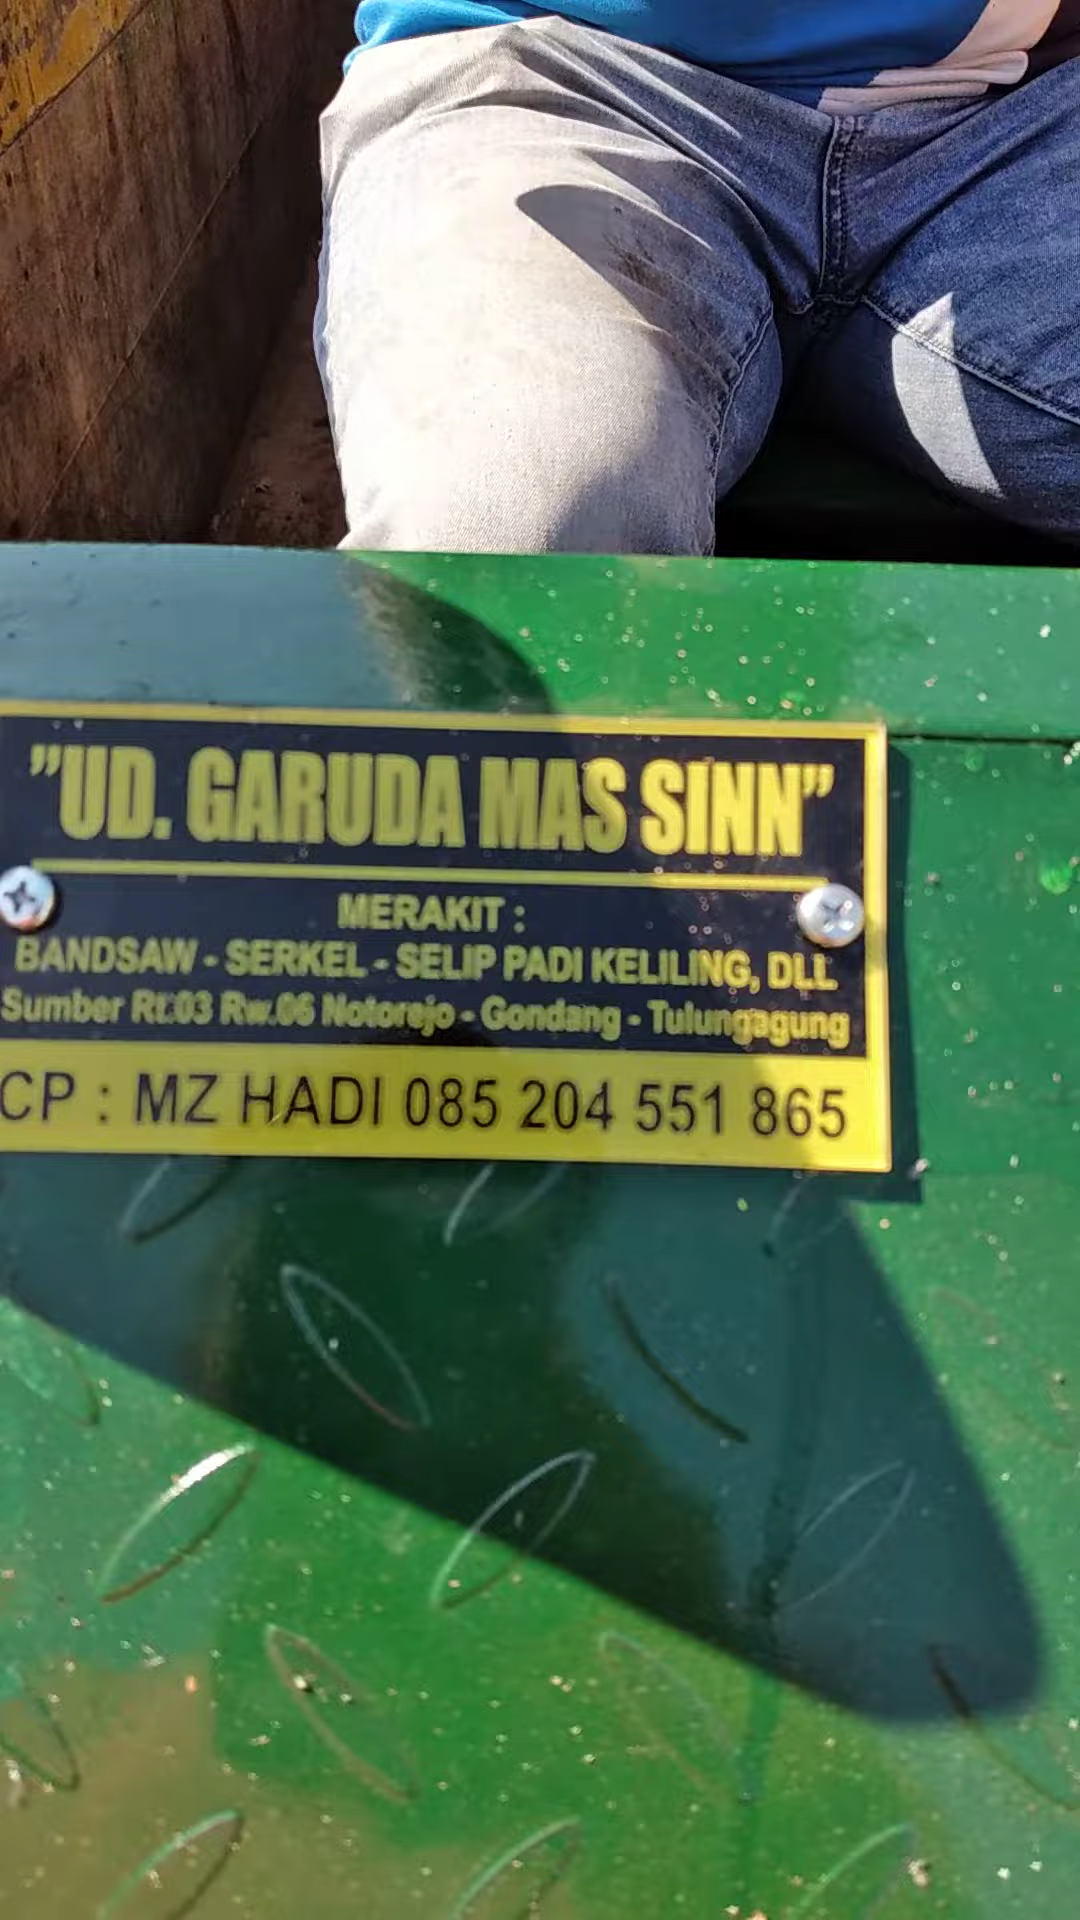 "UD. GARUDA MAS SINN"
MERAKIT :
BANDSAW - SERKEL - SELIP PADI KELILING, DLL
Sumber Rt.03 Rw.06 Notorejo - Gondang - Tulungagung
CP : MZ HADI 085 204 551 865